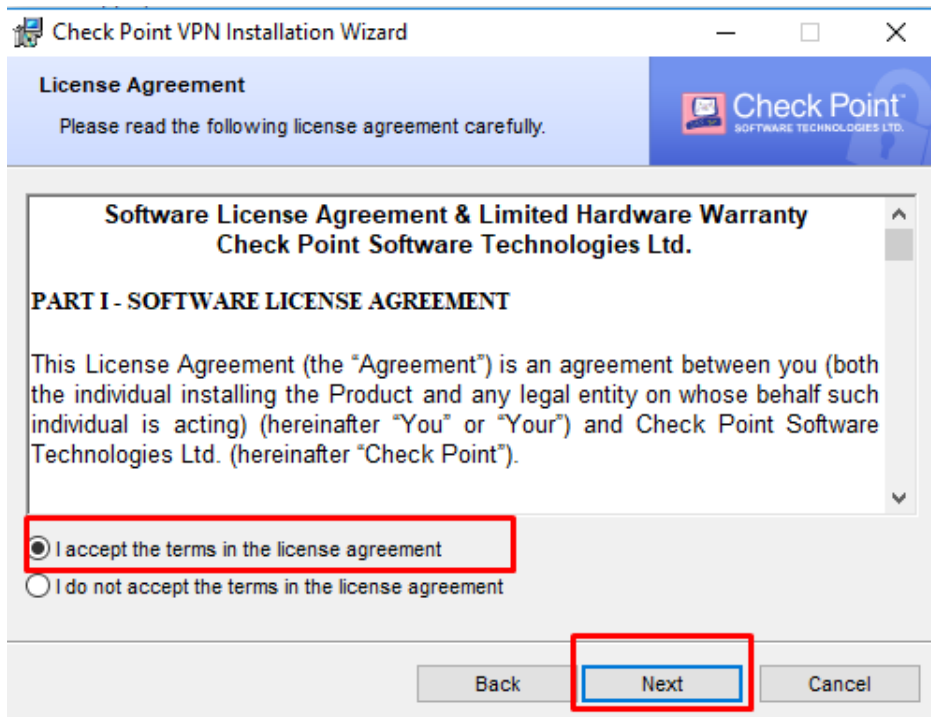 Check Point VPN Installation Wizard
License Agreement
Please read the following license agreement carefully.
Check Point™
SOFTWARE TECHNOLOGIES LTD.
Software License Agreement & Limited Hardware Warranty
Check Point Software Technologies Ltd.
PART I - SOFTWARE LICENSE AGREEMENT
This License Agreement (the “Agreement”) is an agreement between you (both
the individual installing the Product and any legal entity on whose behalf such
individual is acting) (hereinafter “You” or “Your”) and Check Point Software
Technologies Ltd. (hereinafter “Check Point”).
I accept the terms in the license agreement
I do not accept the terms in the license agreement
Back Next Cancel